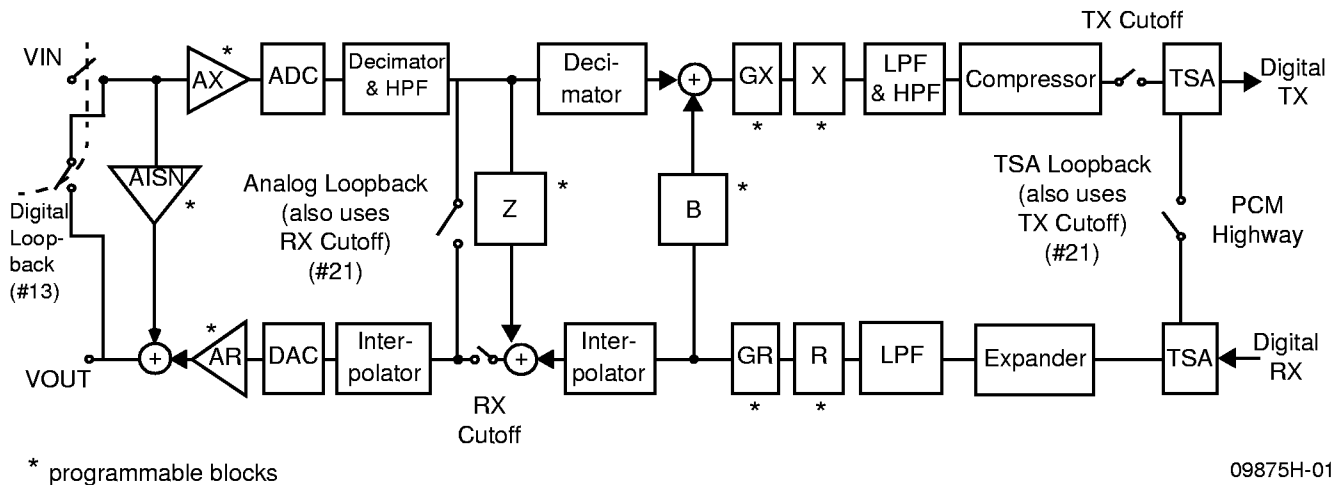 TX Cutoff
VIN
*
AX
ADC
Decimator
& HPF
Deci-
mator
+
GX
*
X
*
LPF
& HPF
Compressor
TSA
Digital
TX
AISN
*
Digital
Loop-
back
(#13)
Analog Loopback
(also uses
RX Cutoff)
(#21)
Z
*
B
*
TSA Loopback
(also uses
TX Cutoff)
(#21)
PCM
Highway
VOUT
+
*
AR
DAC
Inter-
polator
RX
Cutoff
+
Inter-
polator
GR
*
R
*
LPF
Expander
TSA
Digital
RX
* programmable blocks
09875H-01